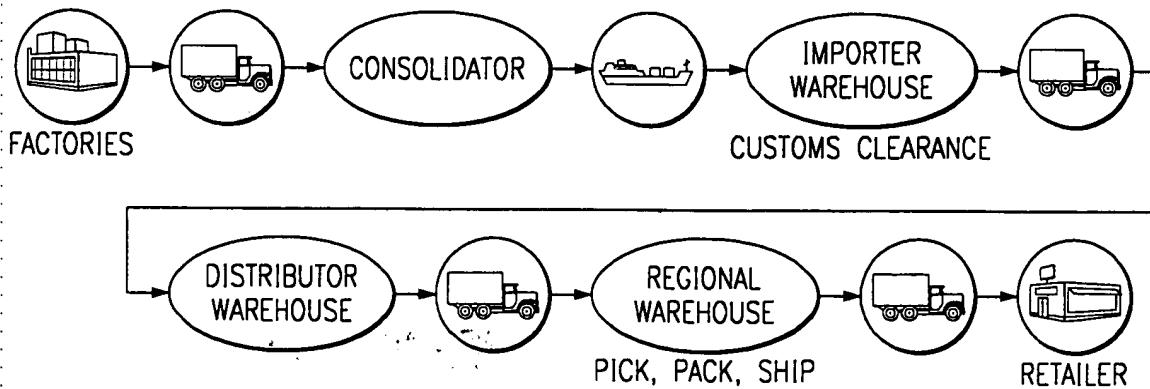 FACTORIES
CONSOLIDATOR
IMPORTER
WAREHOUSE
CUSTOMS CLEARANCE
DISTRIBUTOR
WAREHOUSE
REGIONAL
WAREHOUSE
PICK, PACK, SHIP
RETAILER